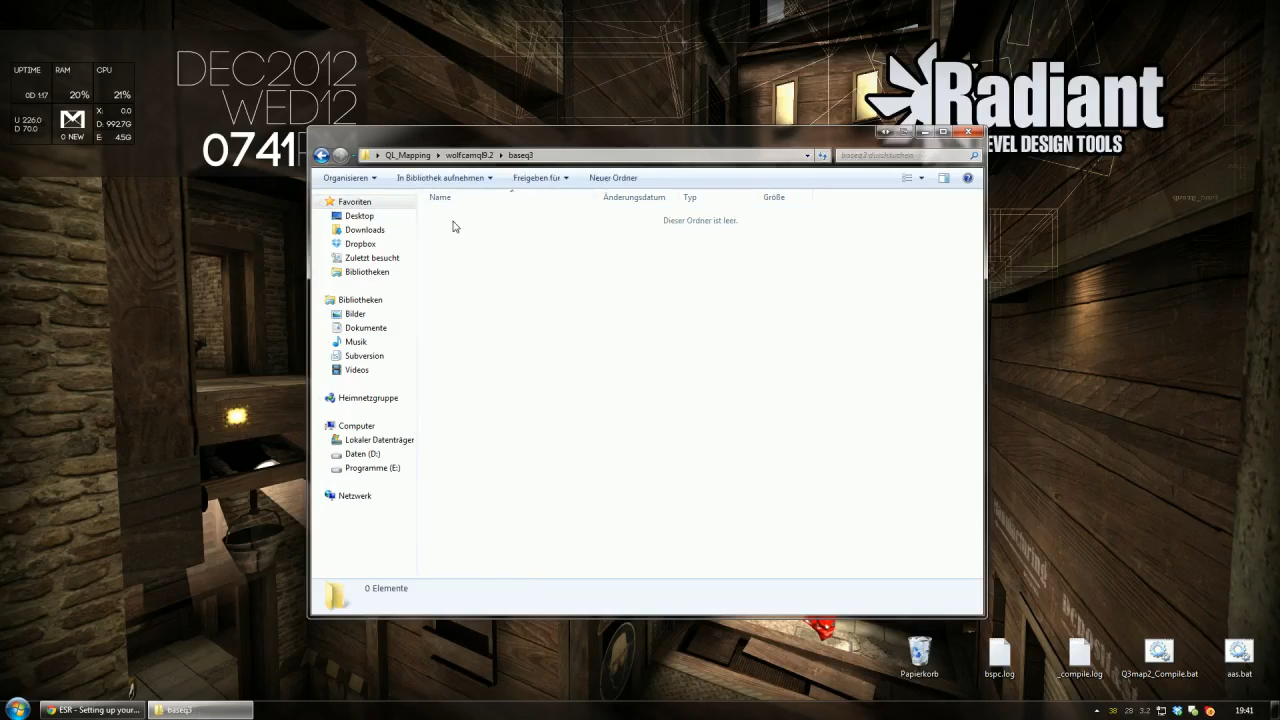 UPTIME RAM CPU
0D 1:17 20% 21%
U 226.0
D 70.0
0 NEW
X: 0.0
D: 992.7G
E: 4.5G
DEC2012
WED12
0741
Radiant
EVEL DESIGN TOOLS
QL_Mapping wolfcamql9.2 baseq3
baseq3 durchsuchen
Organisieren In Bibliothek aufnehmen Freigeben für Neuer Ordner
Name Änderungsdatum Typ Größe
Dieser Ordner ist leer.
Favoriten
Desktop
Downloads
Dropbox
Zuletzt besucht
Bibliotheken
Bibliotheken
Bilder
Dokumente
Musik
Subversion
Videos
Heimnetzgruppe
Computer
Lokaler Datenträger
Daten (D:)
Programme (E:)
Netzwerk
0 Elemente
Papierkorb
bspc.log
_compile.log
Q3map2_Compile.bat
aas.bat
ESR - Setting up your...
baseq3
38 28 3.2
19:41